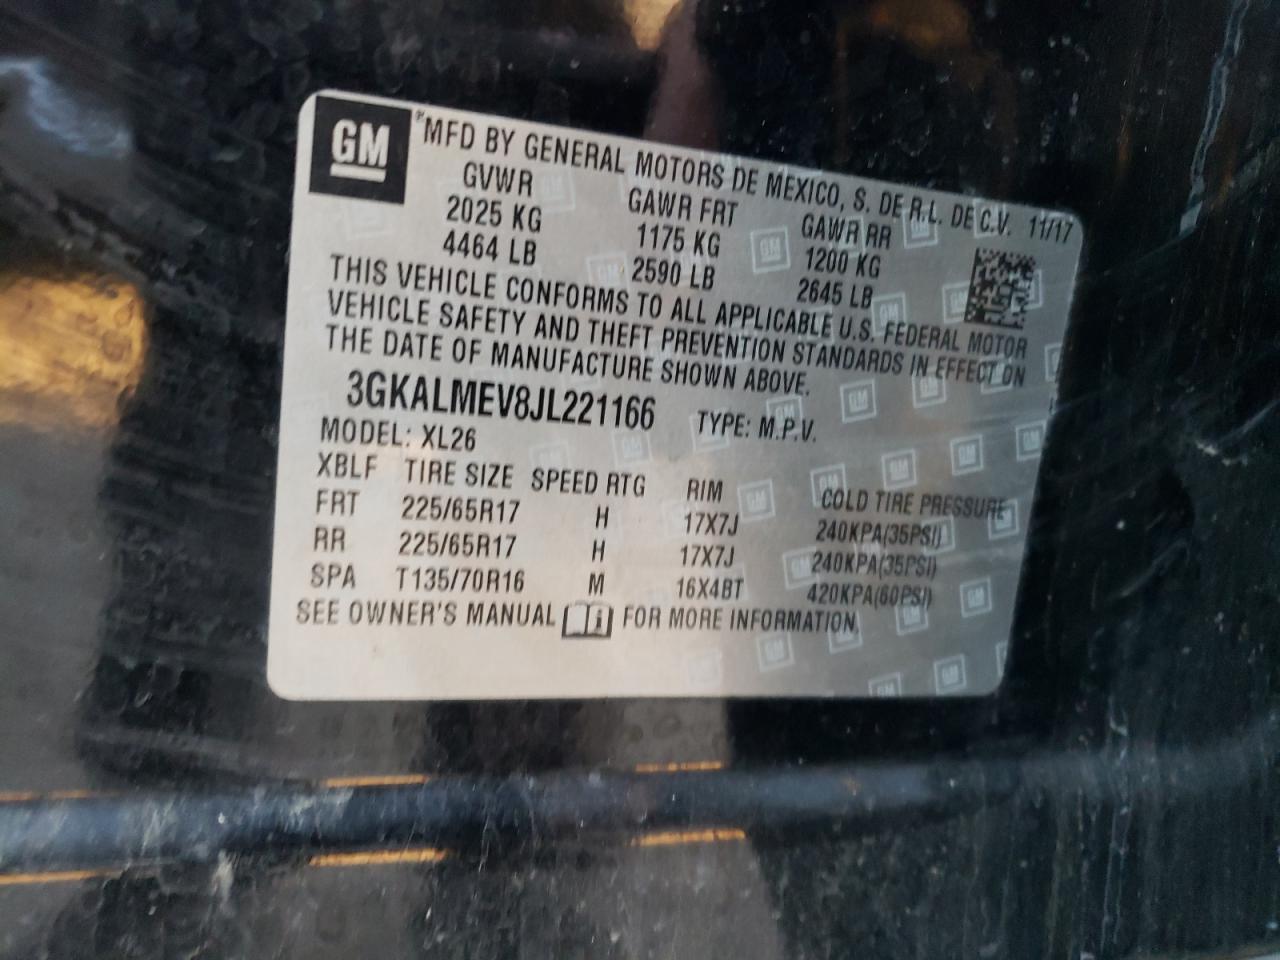 GM
MFD BY GENERAL MOTORS DE MEXICO, S. DE R.L. DE C.V. 11/17
GVWR GAWR FRT GAWR RR
2025 KG 1175 KG 1200 KG
4464 LB 2590 LB 2645 LB
THIS VEHICLE CONFORMS TO ALL APPLICABLE U.S. FEDERAL MOTOR
VEHICLE SAFETY AND THEFT PREVENTION STANDARDS IN EFFECT ON
THE DATE OF MANUFACTURE SHOWN ABOVE.
3GKALMEV8JL221166 TYPE: M.P.V.
MODEL: XL26
XBLF TIRE SIZE SPEED RTG RIM COLD TIRE PRESSURE
FRT 225/65R17 H 17X7J 240KPA(35PSI)
RR 225/65R17 H 17X7J 240KPA(35PSI)
SPA T135/70R16 M 16X4BT 420KPA(60PSI)
SEE OWNER'S MANUAL FOR MORE INFORMATION.